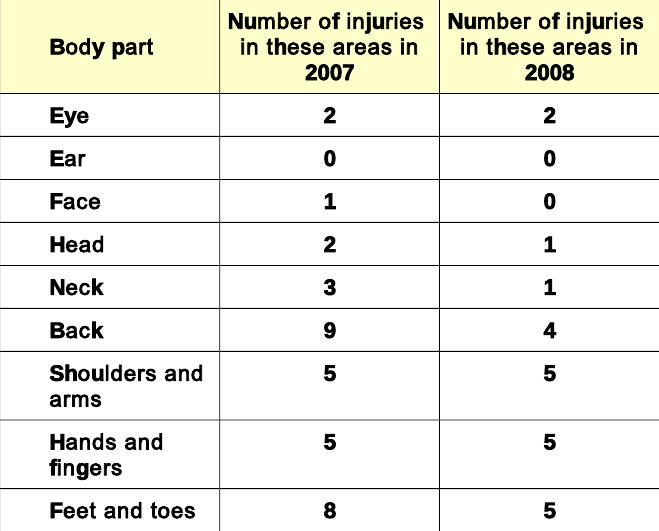 Body part
Number of injuries
in these areas in
2007
Number of injuries
in these areas in
2008
Eye 2 2
Ear 0 0
Face 1 0
Head 2 1
Neck 3 1
Back 9 4
Shoulders and
arms
5 5
Hands and
fingers
5 5
Feet and toes 8 5